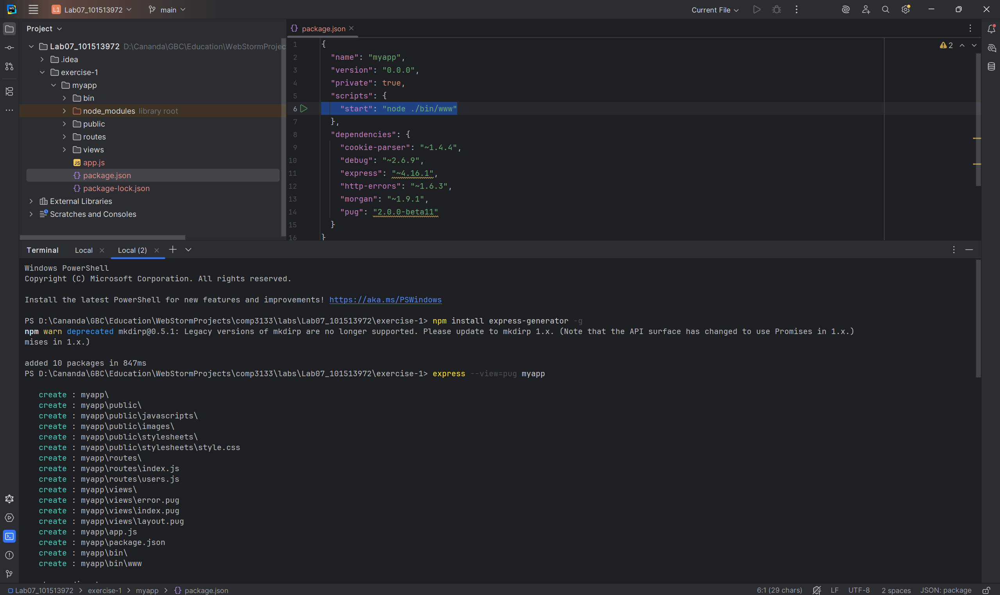 WS L1 Lab07_101513972 main Current File
Project
Lab07_101513972 D:\Cananda\GBC\Education\WebStormProjec
.idea
exercise-1
myapp
bin
node_modules library root
public
routes
views
JS app.js
{} package.json
{} package-lock.json
External Libraries
Scratches and Consoles
{} package.json
2
1 {
2 "name": "myapp",
3 "version": "0.0.0",
4 "private": true,
5 "scripts": {
6 "start": "node ./bin/www"
7 },
8 "dependencies": {
9 "cookie-parser": "~1.4.4",
10 "debug": "~2.6.9",
11 "express": "~4.16.1",
12 "http-errors": "~1.6.3",
13 "morgan": "~1.9.1",
14 "pug": "2.0.0-beta11"
15 }
16 }
Terminal Local Local (2)
Windows PowerShell
Copyright (C) Microsoft Corporation. All rights reserved.
Install the latest PowerShell for new features and improvements! https://aka.ms/PSWindows
PS D:\Cananda\GBC\Education\WebStormProjects\comp3133\labs\Lab07_101513972\exercise-1> npm install express-generator -g
npm warn deprecated mkdirp@0.5.1: Legacy versions of mkdirp are no longer supported. Please update to mkdirp 1.x. (Note that the API surface has changed to use Promises in 1.x.)
mises in 1.x.)
added 10 packages in 847ms
PS D:\Cananda\GBC\Education\WebStormProjects\comp3133\labs\Lab07_101513972\exercise-1> express --view=pug myapp
create : myapp\
create : myapp\public\
create : myapp\public\javascripts\
create : myapp\public\images\
create : myapp\public\stylesheets\
create : myapp\public\stylesheets\style.css
create : myapp\routes\
create : myapp\routes\index.js
create : myapp\routes\users.js
create : myapp\views\
create : myapp\views\error.pug
create : myapp\views\index.pug
create : myapp\views\layout.pug
create : myapp\app.js
create : myapp\package.json
create : myapp\bin\
create : myapp\bin\www
Lab07_101513972 > exercise-1 > myapp > {} package.json 6:1 (29 chars) LF UTF-8 2 spaces JSON: package